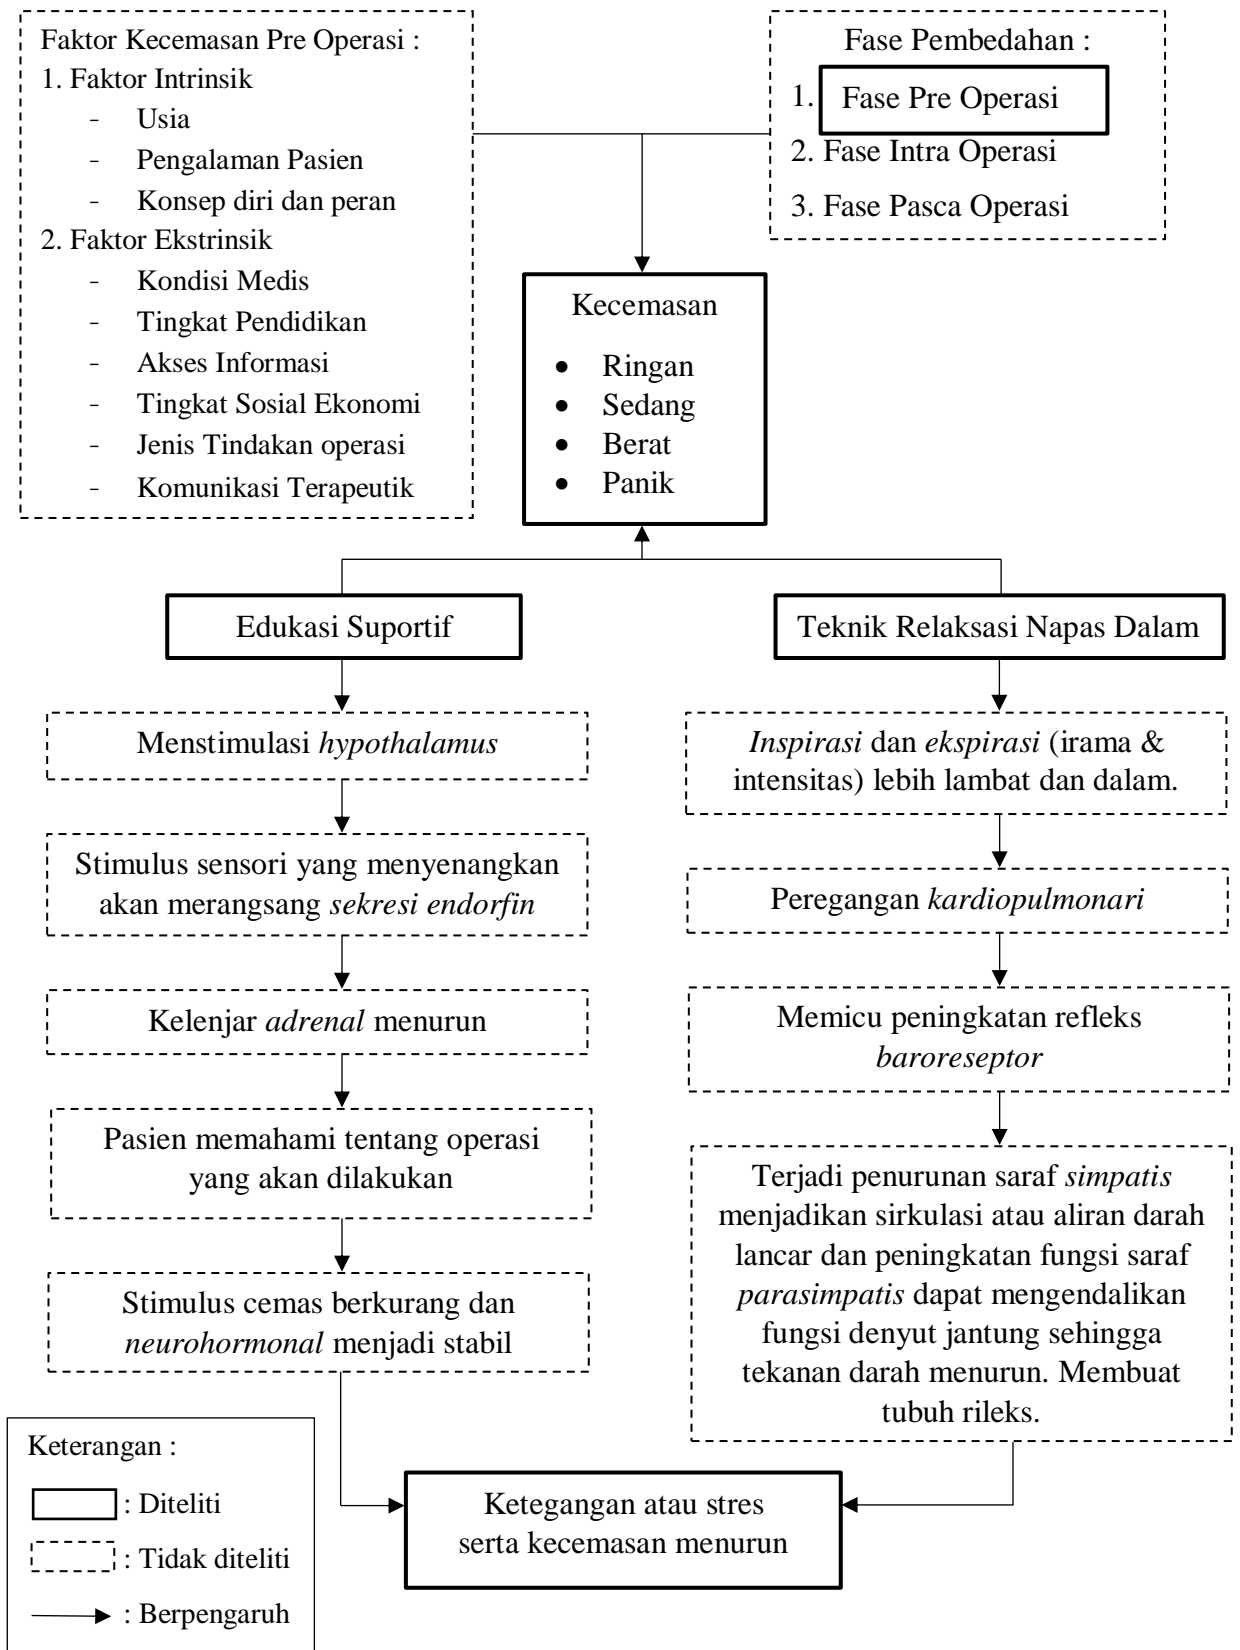 Faktor Kecemasan Pre Operasi :
1. Faktor Intrinsik
- Usia
- Pengalaman Pasien
- Konsep diri dan peran
2. Faktor Ekstrinsik
- Kondisi Medis
- Tingkat Pendidikan
- Akses Informasi
- Tingkat Sosial Ekonomi
- Jenis Tindakan operasi
- Komunikasi Terapeutik
Fase Pembedahan :
1. Fase Pre Operasi
2. Fase Intra Operasi
3. Fase Pasca Operasi
Kecemasan
• Ringan
• Sedang
• Berat
• Panik
Edukasi Suportif
Menstimulasi hypothalamus
Stimulus sensori yang menyenangkan
akan merangsang sekresi endorfin
Kelenjar adrenal menurun
Pasien memahami tentang operasi
yang akan dilakukan
Stimulus cemas berkurang dan
neurohormonal menjadi stabil
Teknik Relaksasi Napas Dalam
Inspirasi dan ekspirasi (irama &
intensitas) lebih lambat dan dalam.
Peregangan kardiopulmonari
Memicu peningkatan refleks
baroreseptor
Terjadi penurunan saraf simpatis
menjadikan sirkulasi atau aliran darah
lancar dan peningkatan fungsi saraf
parasimpatis dapat mengendalikan
fungsi denyut jantung sehingga
tekanan darah menurun. Membuat
tubuh rileks.
Ketegangan atau stres
serta kecemasan menurun
Keterangan :
: Diteliti
: Tidak diteliti
: Berpengaruh